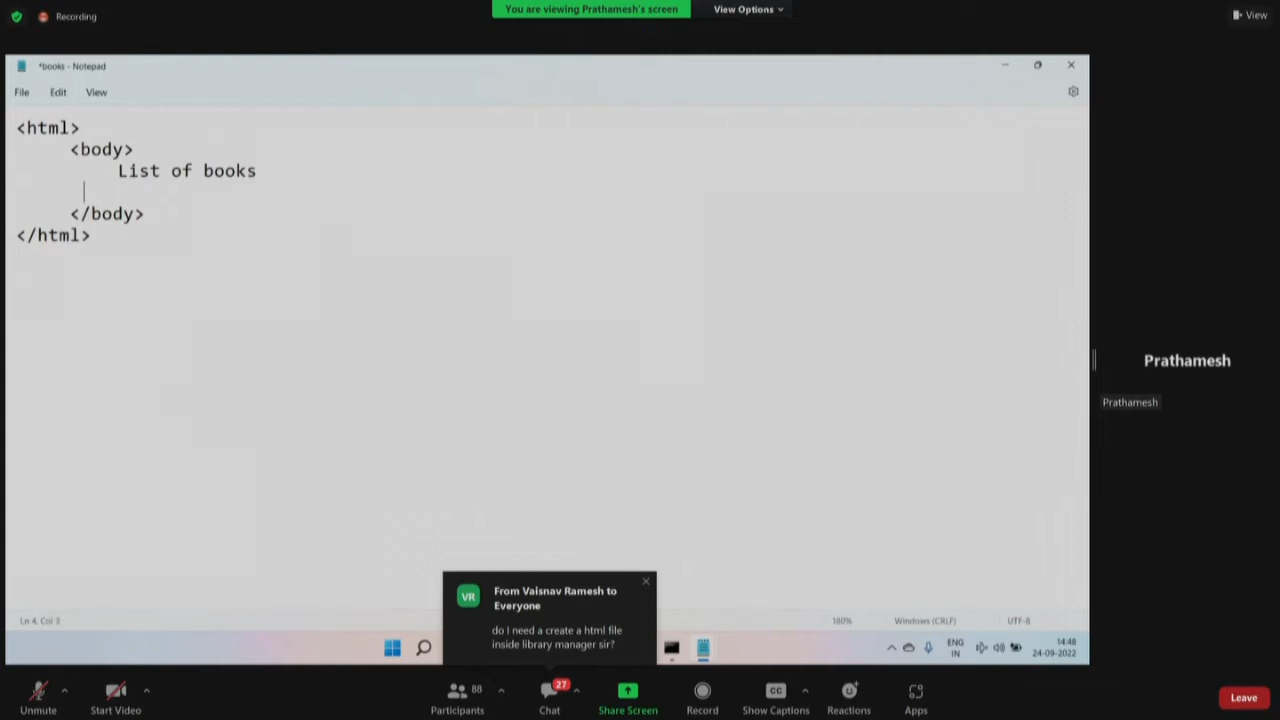 Recording
You are viewing Prathamesh's screen
View Options
View
*books - Notepad
File Edit View
<html>
<body>
List of books
</body>
</html>
Prathamesh
Prathamesh
VR
From Vaisnav Ramesh to
Everyone
do I need a create a html file
inside library manager sir?
Ln 4, Col 3
180%
Windows (CRLF)
UTF-8
ENG
IN
14:48
24-09-2022
Unmute
Start Video
88
Participants
27
Chat
Share Screen
Record
CC
Show Captions
Reactions
Apps
Leave